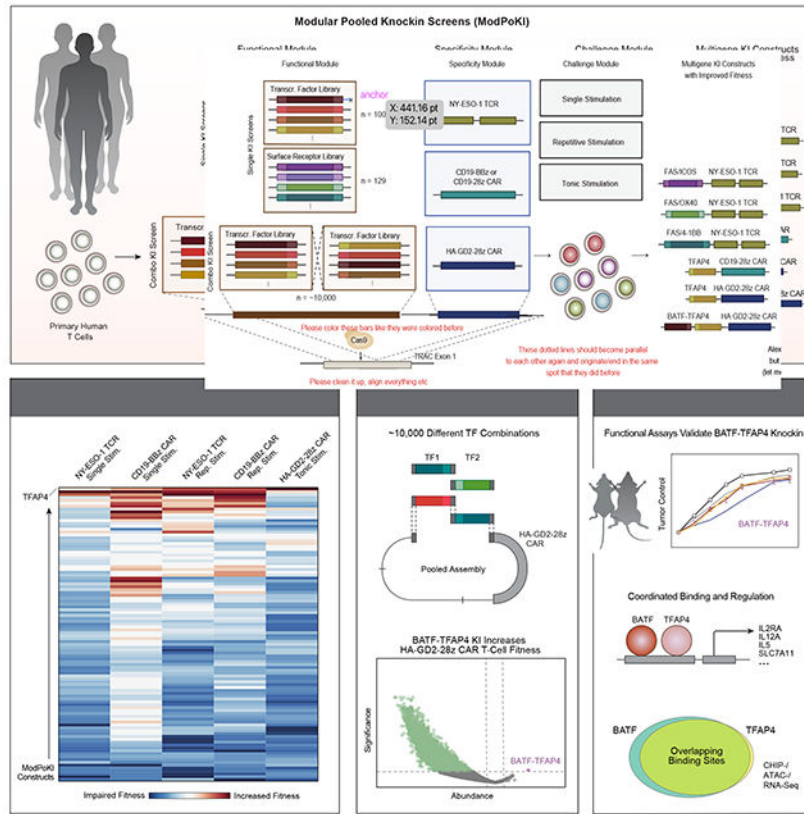 Modular Pooled Knockin Screens (ModPoKI)
Functional Module
Specificity Module
Challenge Module
Multigene KI Constructs
Functional Module
Specificity Module
Challenge Module
Multigene KI Constructs
with Improved Fitness
Transcr. Factor Library
anchor
X: 441.16 pt
Y: 152.14 pt
n = 100
NY-ESO-1 TCR
Single Stimulation
Single KI Screens
Surface Receptor Library
n = 129
CD19-BBz or
CD19-28z CAR
Repetitive Stimulation
Tonic Stimulation
TCR
TCR
TCR
FAS/ICOS
NY-ESO-1 TCR
FAS/OX40
NY-ESO-1 TCR
FAS/4-1BB
NY-ESO-1 TCR
Combo KI Screen
Transcr.
Combo KI Screen
Transcr. Factor Library
Transcr. Factor Library
HA-GD2-28z CAR
TFAP4
CD19-28z CAR
TFAP4
HA-GD2-28z CAR
BATF-TFAP4
HA-GD2-28z CAR
n = ~10,000
Primary Human
T Cells
Please color these bars like they were colored before
Cas9
TRAC Exon 1
Please clean it up, align everything etc
These dotted lines should become parallel
to each other again and originate/end in the same
spot that they did before
Alex
but
(let m
NY-ESO-1 TCR
Single Stim.
CD19-BBz CAR
Single Stim.
NY-ESO-1 TCR
Rep. Stim.
CD19-BBz CAR
Rep. Stim.
HA-GD2-28z CAR
Tonic Stim.
TFAP4
ModPoKI
Constructs
Impaired Fitness
Increased Fitness
~10,000 Different TF Combinations
TF1
TF2
HA-GD2-28z
CAR
Pooled Assembly
BATF-TFAP4 KI Increases
HA-GD2-28z CAR T-Cell Fitness
Significance
BATF-TFAP4
Abundance
Functional Assays Validate BATF-TFAP4 Knockin
Tumor Control
BATF-TFAP4
Coordinated Binding and Regulation
BATF
TFAP4
IL2RA
IL12A
IL5
SLC7A11
---
BATF
TFAP4
Overlapping
Binding Sites
CHIP-/
ATAC-/
RNA-Seq